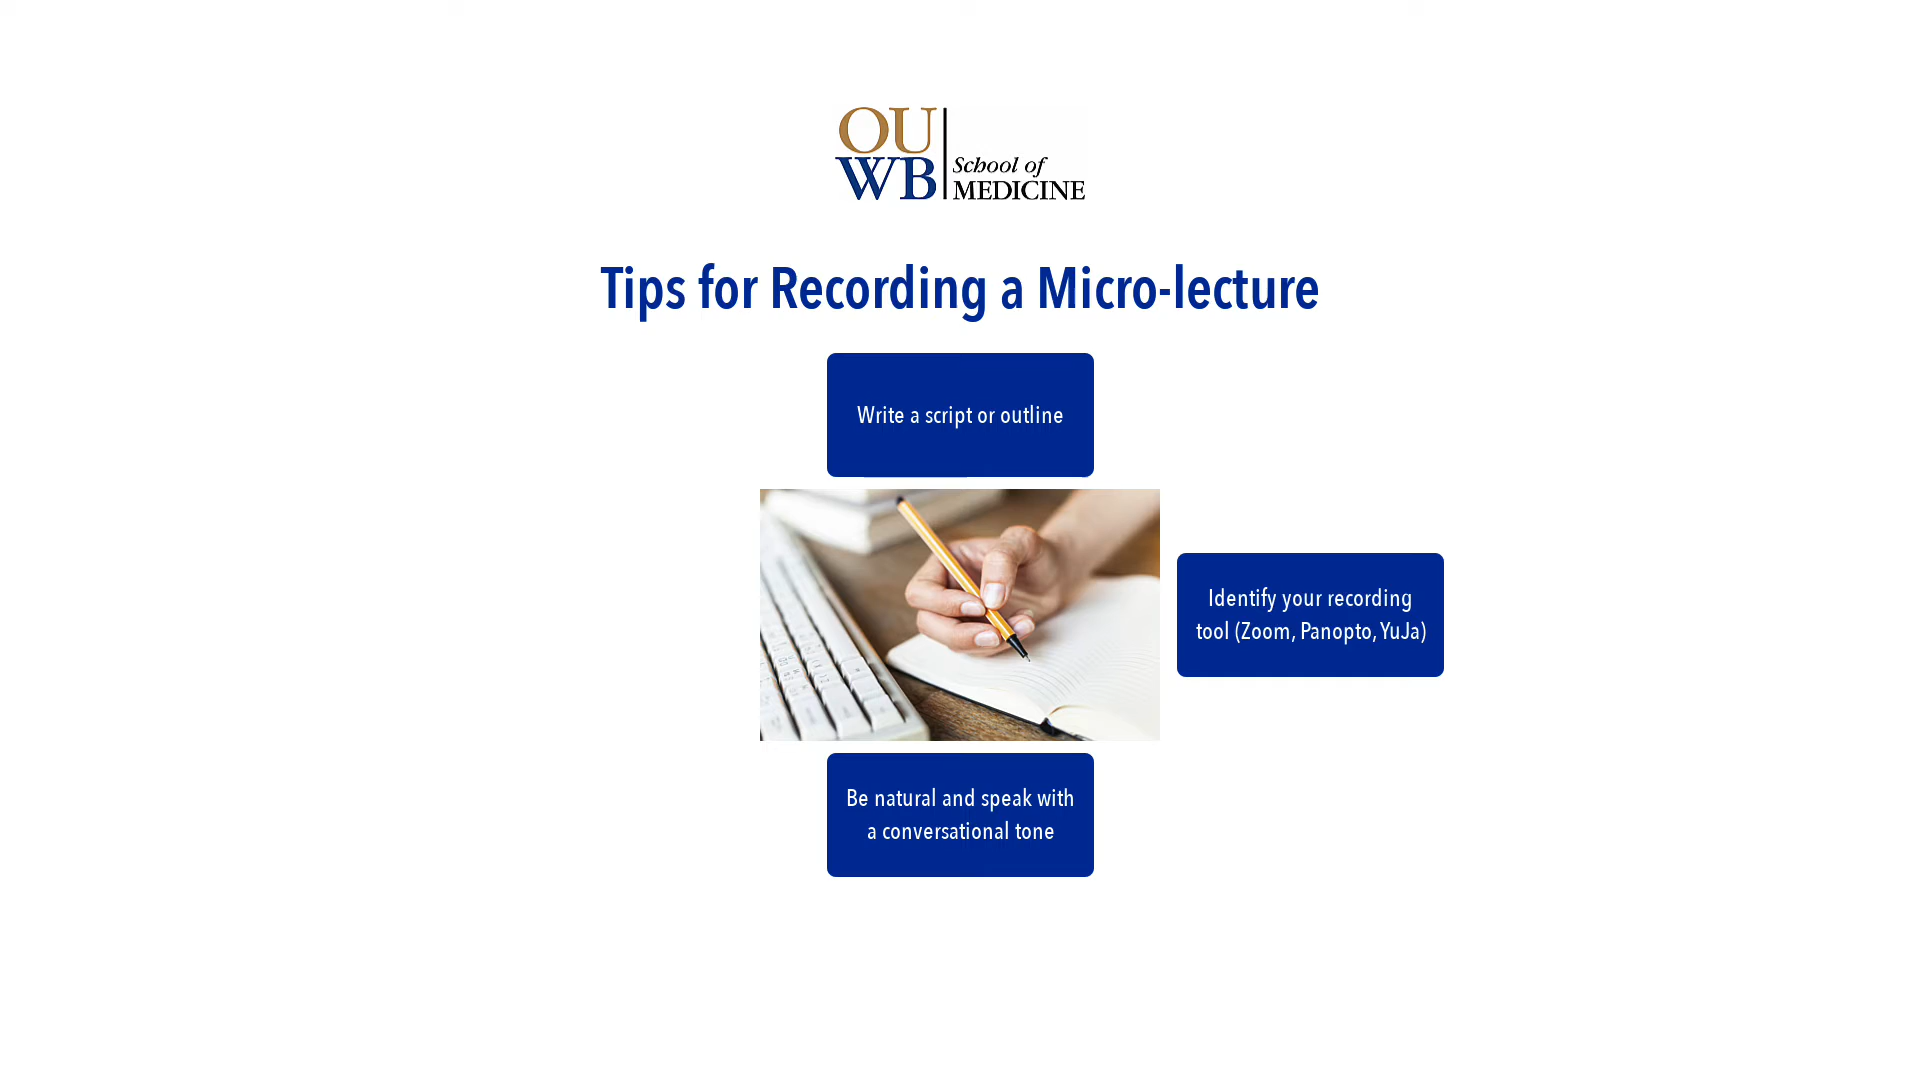 OU
WB
School of
MEDICINE
Tips for Recording a Micro-lecture
Write a script or outline
Identify your recording
tool (Zoom, Panopto, YuJa)
Be natural and speak with
a conversational tone